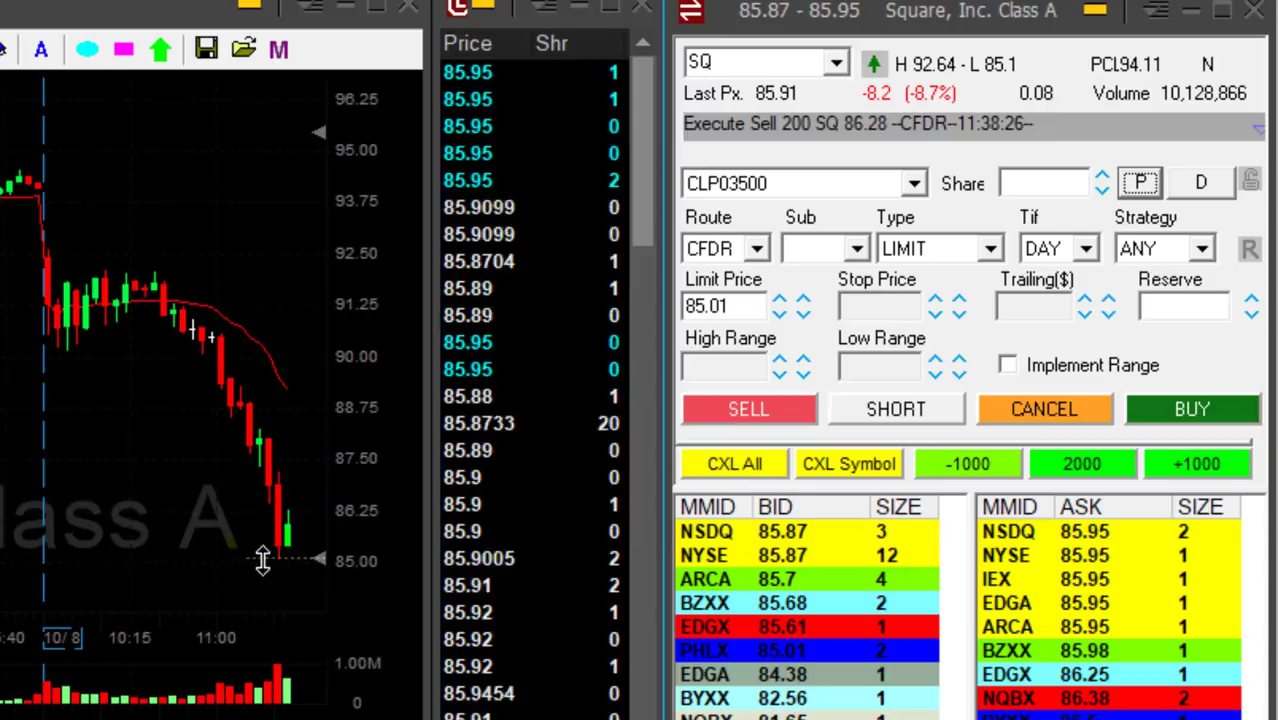 85.87 - 85.95 Square, Inc. Class A
A M
96.25
95.00
93.75
92.50
91.25
90.00
88.75
87.50
86.25
85.00
lass A
5:40 10/ 8 10:15 11:00
1.00M
0
Price Shr
85.95 1
85.95 1
85.95 0
85.95 0
85.95 2
85.9099 0
85.9099 0
85.8704 1
85.89 1
85.89 0
85.95 0
85.95 0
85.88 1
85.8733 20
85.89 0
85.9 0
85.9 1
85.9 0
85.9005 2
85.91 2
85.92 1
85.92 0
85.92 1
85.9454 0
85.91 0
SQ H 92.64 - L 85.1 PCL94.11 N
Last Px. 85.91 -8.2 (-8.7%) 0.08 Volume 10,128,866
Execute Sell 200 SQ 86.28 --CFDR--11:38:26--
CLP03500 Share P D
Route Sub Type Tif Strategy
CFDR LIMIT DAY ANY R
Limit Price Stop Price Trailing($) Reserve
85.01
High Range Low Range
Implement Range
SELL SHORT CANCEL BUY
CXL All CXL Symbol -1000 2000 +1000
MMID BID SIZE MMID ASK SIZE
NSDQ 85.87 3 NSDQ 85.95 2
NYSE 85.87 12 NYSE 85.95 1
ARCA 85.7 4 IEX 85.95 1
BZXX 85.68 2 EDGA 85.95 1
EDGX 85.61 1 ARCA 85.95 1
PHLX 85.01 2 BZXX 85.98 1
EDGA 84.38 1 EDGX 86.25 1
BYXX 82.56 1 NQBX 86.38 2
NQBX 81.65